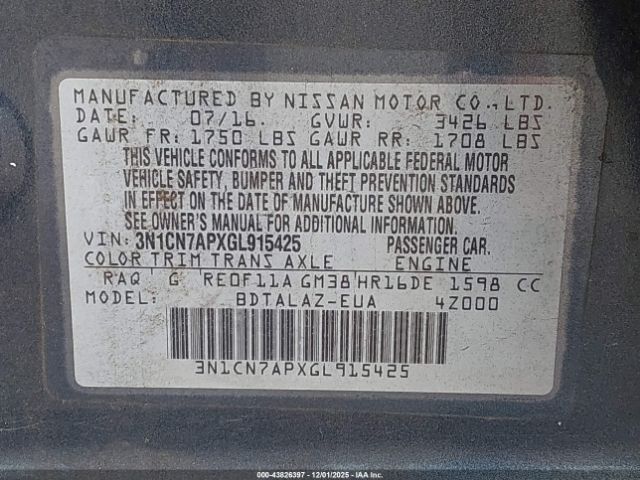 MANUFACTURED BY NISSAN MOTOR CO.,LTD.
DATE: 07/16. GVWR: 3426 LBS
GAWR FR: 1750 LBS GAWR RR: 1708 LBS
THIS VEHICLE CONFORMS TO ALL APPLICABLE FEDERAL MOTOR
VEHICLE SAFETY, BUMPER AND THEFT PREVENTION STANDARDS
IN EFFECT ON THE DATE OF MANUFACTURE SHOWN ABOVE.
SEE OWNER'S MANUAL FOR ADDITIONAL INFORMATION.
VIN: 3N1CN7APXGL915425 PASSENGER CAR.
COLOR TRIM TRANS AXLE ENGINE
RAQ G RE0F11A GM38 HR16DE 1598 CC
MODEL: BDTALAZ-EUA 4Z000
3N1CN7APXGL915425
000-43826397 - 12/01/2025 - IAA Inc.